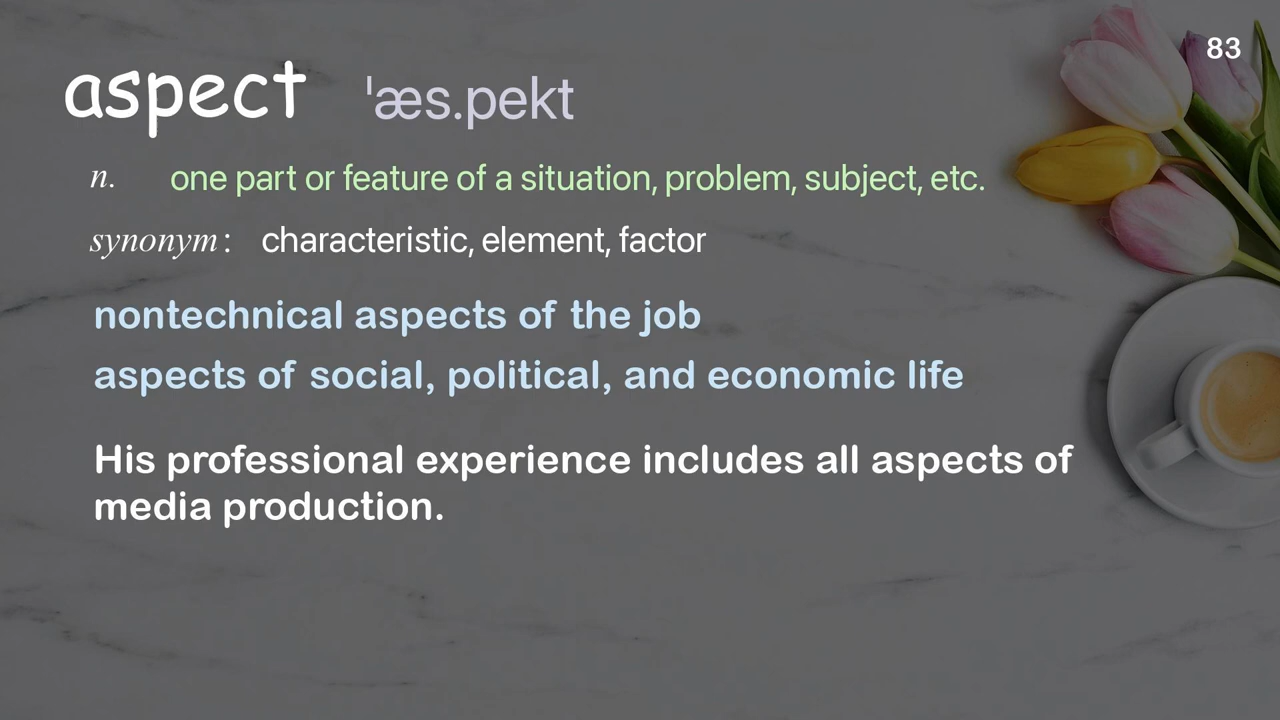 83
aspect ˈæs.pekt
n. one part or feature of a situation, problem, subject, etc.
synonym: characteristic, element, factor
nontechnical aspects of the job
aspects of social, political, and economic life
His professional experience includes all aspects of
media production.